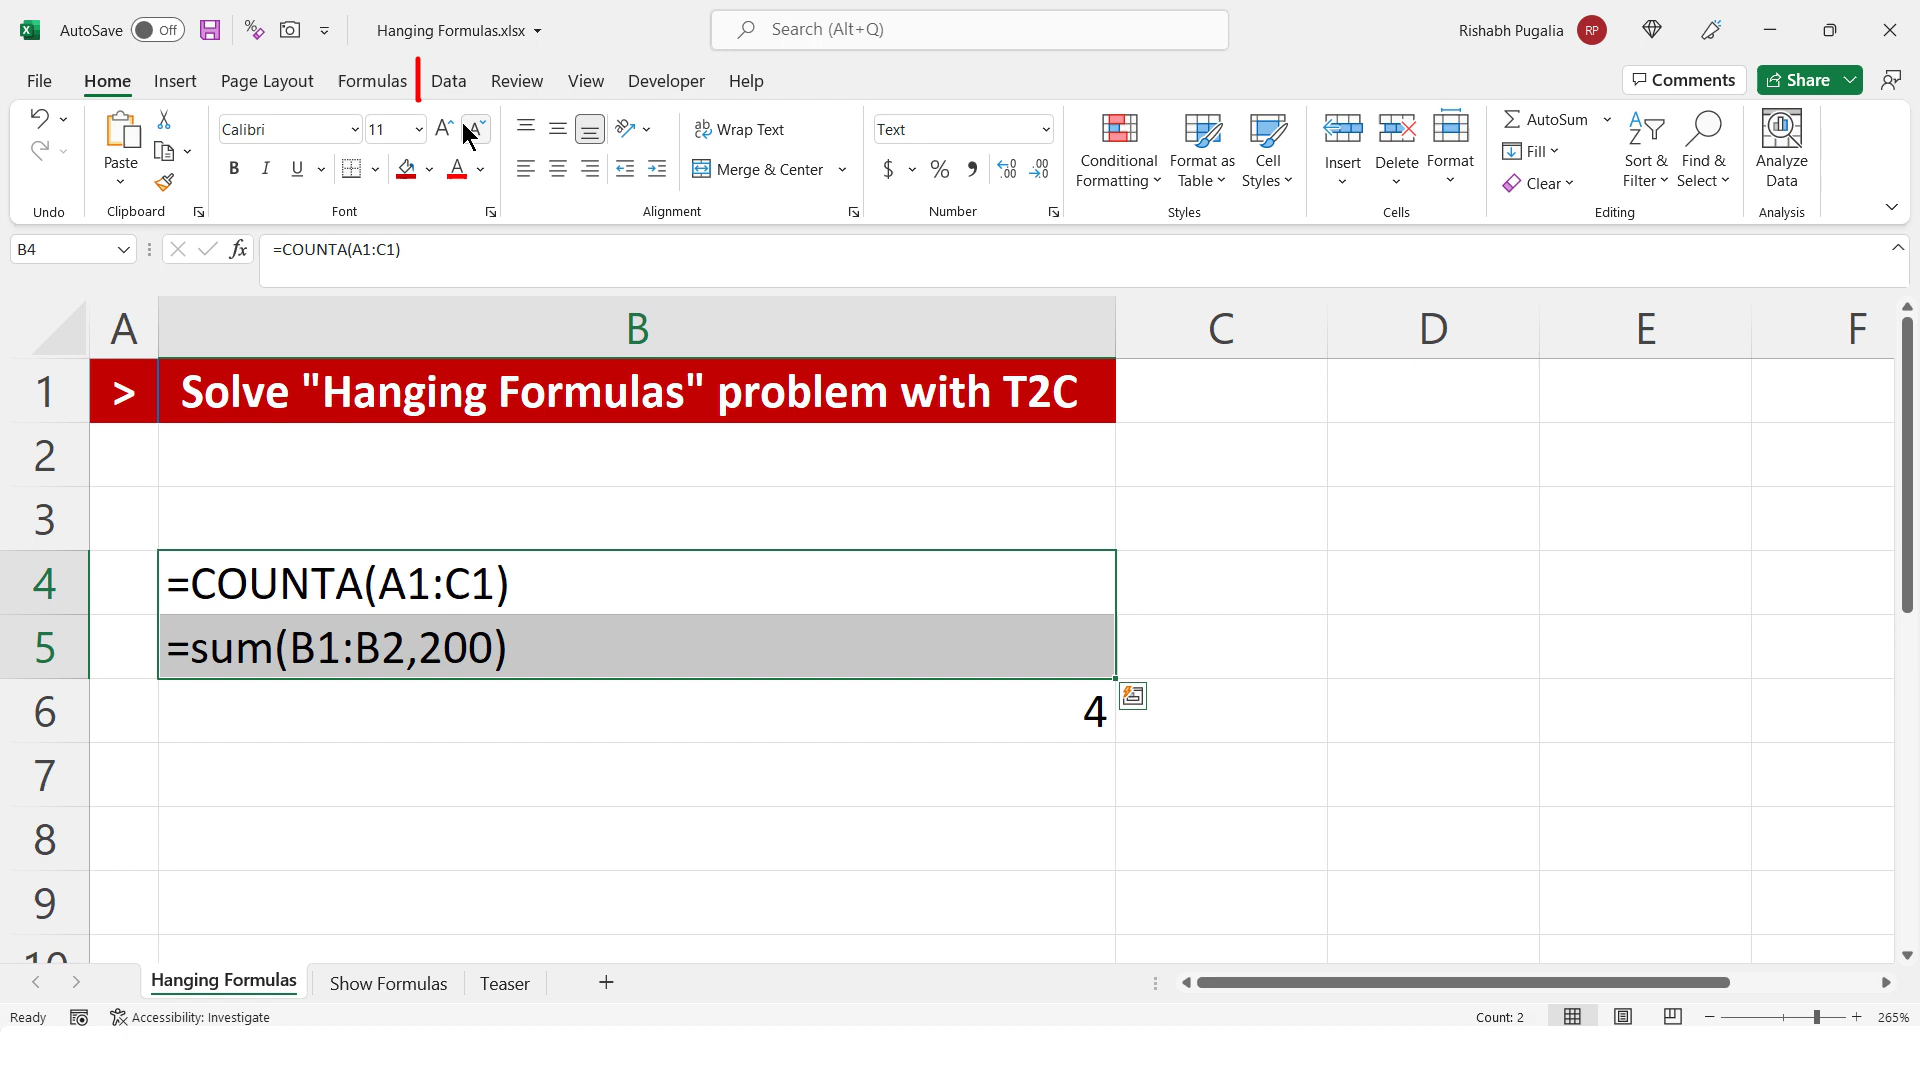 AutoSave Off Hanging Formulas.xlsx Search (Alt+Q) Rishabh Pugalia RP
File Home Insert Page Layout Formulas Data Review View Developer Help Comments Share
Calibri 11 Wrap Text Text AutoSum
Paste B I U Merge & Center $ % Conditional Formatting Format as Table Cell Styles Insert Delete Format Fill Clear Sort & Filter Find & Select Analyze Data
Undo Clipboard Font Alignment Number Styles Cells Editing Analysis
B4 fx =COUNTA(A1:C1)
A B C D E F
1 > Solve "Hanging Formulas" problem with T2C
2
3
4 =COUNTA(A1:C1)
5 =sum(B1:B2,200)
6 4
7
8
9
10
Hanging Formulas Show Formulas Teaser
Ready Accessibility: Investigate Count: 2 265%